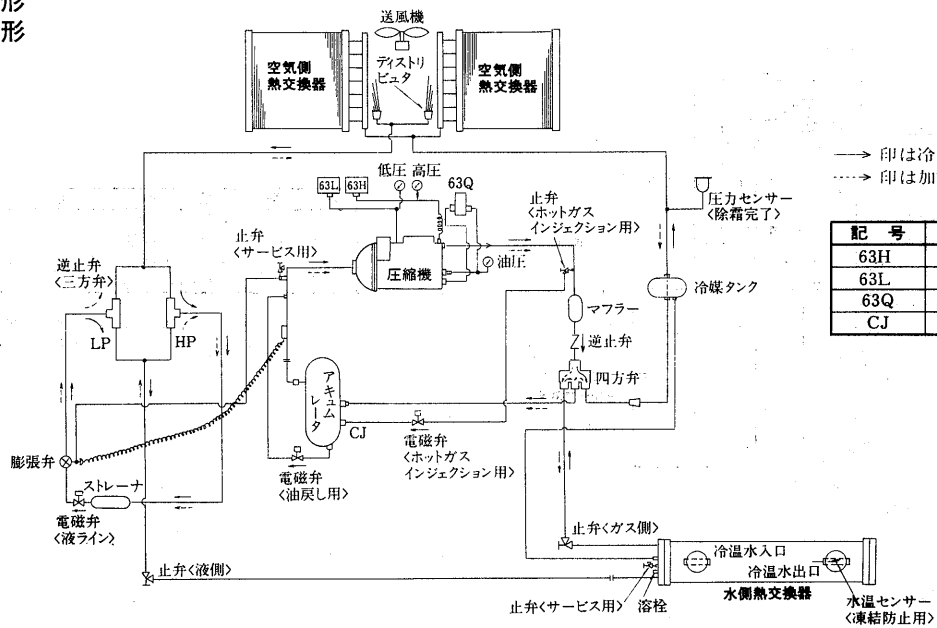 形
形
送風機
空気側
熱交換器
ディストリ
ビュタ
空気側
熱交換器
→ 印は冷
⇢ 印は加
低圧 高圧
63L 63H
63Q
圧力センサー
<除霜完了>
止弁
<サービス用>
止弁
<ホットガス
インジェクション用>
逆止弁
<三方弁>
圧縮機
油圧
冷媒タンク
記 号
63H
63L
63Q
CJ
LP
HP
マフラー
逆止弁
四方弁
アキュム
レータ
CJ
膨張弁
ストレーナ
電磁弁
<液ライン>
電磁弁
<油戻し用>
電磁弁
<ホットガス
インジェクション用>
止弁<ガス側>
冷温水入口
冷温水出口
止弁<液側>
止弁<サービス用>
溶栓
水側熱交換器
水温センサー
<凍結防止用>